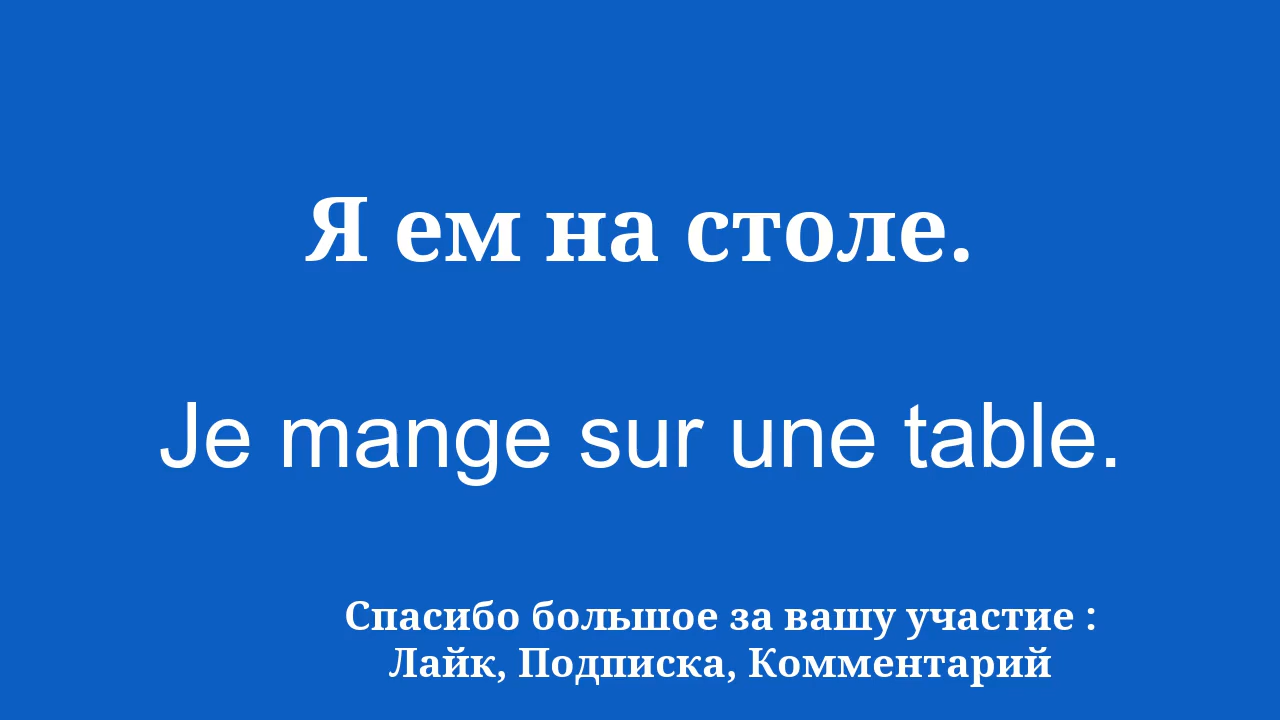 Я ем на столе.
Je mange sur une table.
Спасибо большое за вашу участие :
Лайк, Подписка, Комментарий